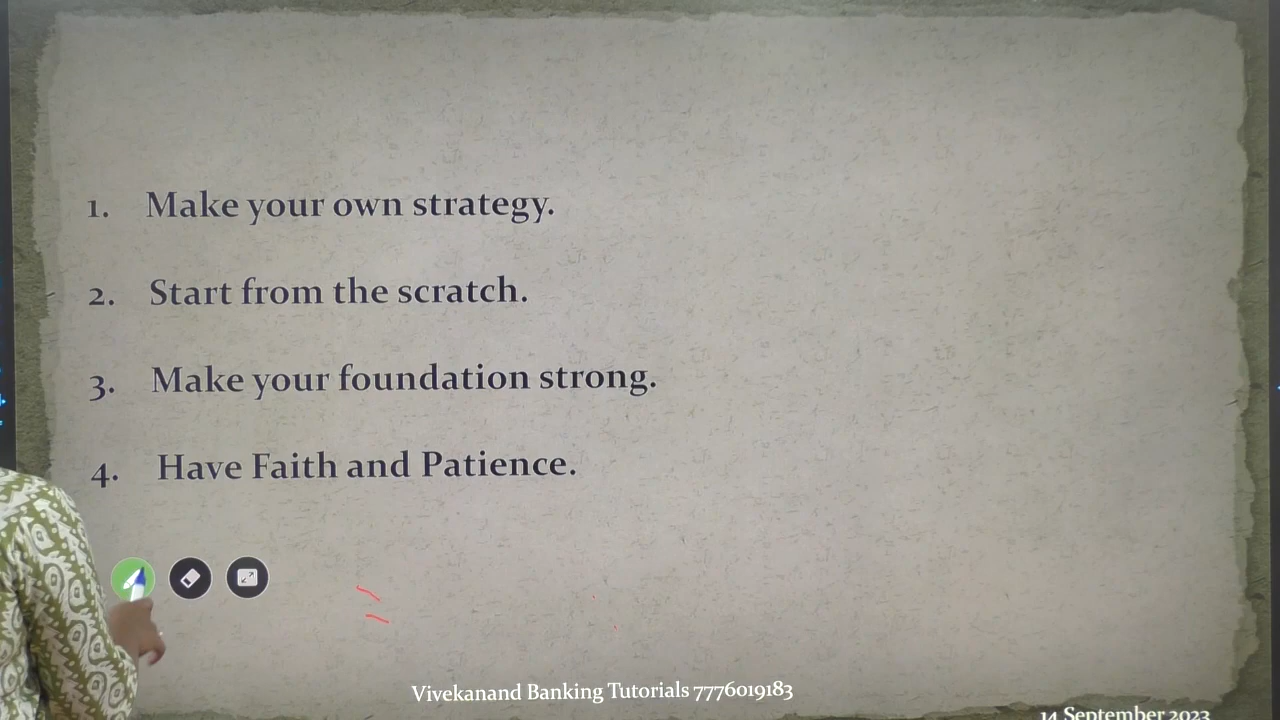 1. Make your own strategy.
2. Start from the scratch.
3. Make your foundation strong.
4. Have Faith and Patience.
Vivekanand Banking Tutorials 7776019183
14 September 2023